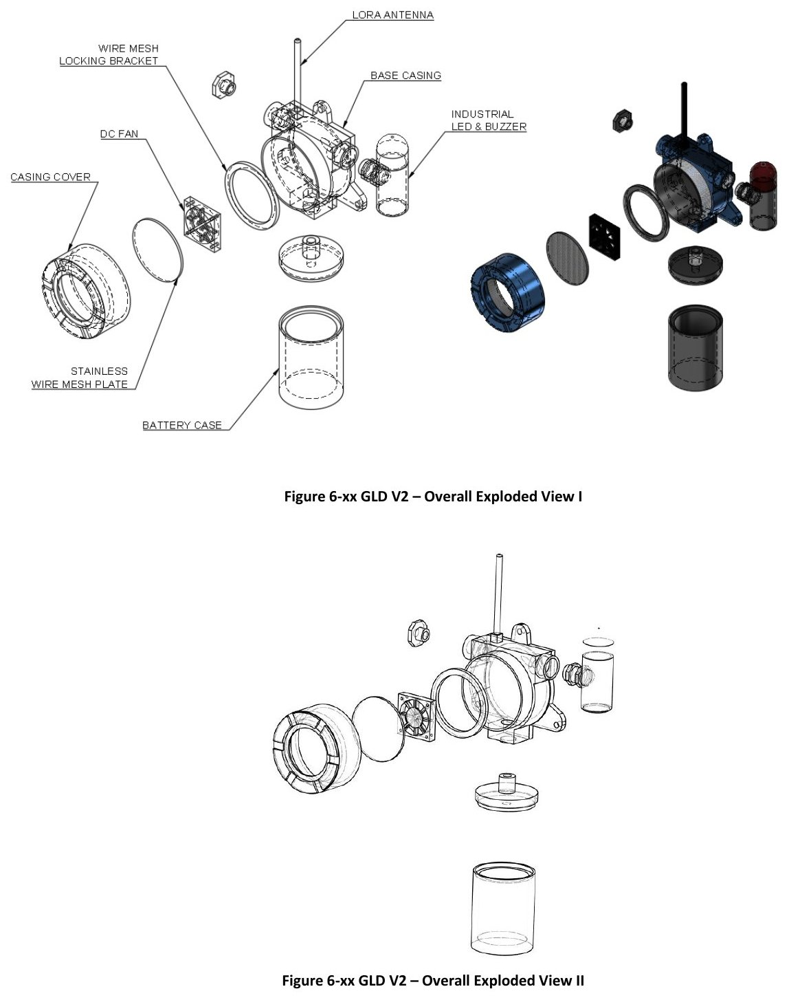 LORA ANTENNA
WIRE MESH
LOCKING BRACKET
BASE CASING
INDUSTRIAL
LED & BUZZER
DC FAN
CASING COVER
STAINLESS
WIRE MESH PLATE
BATTERY CASE
Figure 6-xx GLD V2 – Overall Exploded View I
Figure 6-xx GLD V2 – Overall Exploded View II